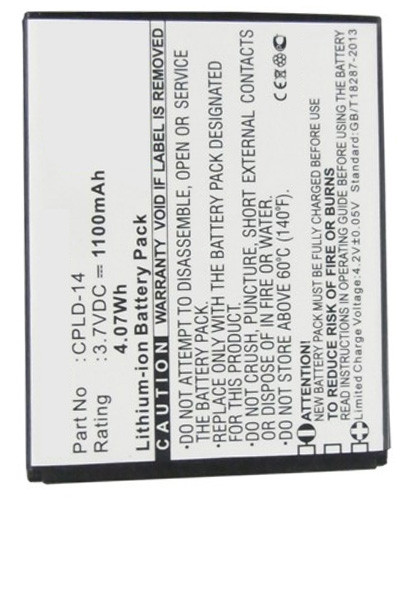 Part No :CPLD-14
Rating :3.7VDC ⎓ 1100mAh
4.07Wh
Lithium-ion Battery Pack
CAUTION WARRANTY VOID IF LABEL IS REMOVED
•DO NOT ATTEMPT TO DISASSEMBLE, OPEN OR SERVICE
THE BATTERY PACK.
•REPLACE ONLY WITH THE BATTERY PACK DESIGNATED
•DO NOT CRUSH, PUNCTURE, SHORT EXTERNAL CONTACTS
OR DISPOSE OF IN FIRE OR WATER.
•DO NOT STORE ABOVE 60°C (140°F)
CE
ATTENTION!
NEW BATTERY PACK MUST BE FULLY CHARGED BEFORE INITIAL USE
TO REDUCE RISK OF FIRE OR BURNS
READ INSTRUCTIONS IN OPERATING GUIDE BEFORE USING BATTERY
Limited Charge Voltage:4.2V±0.05V Standard:GB/T18287-2013